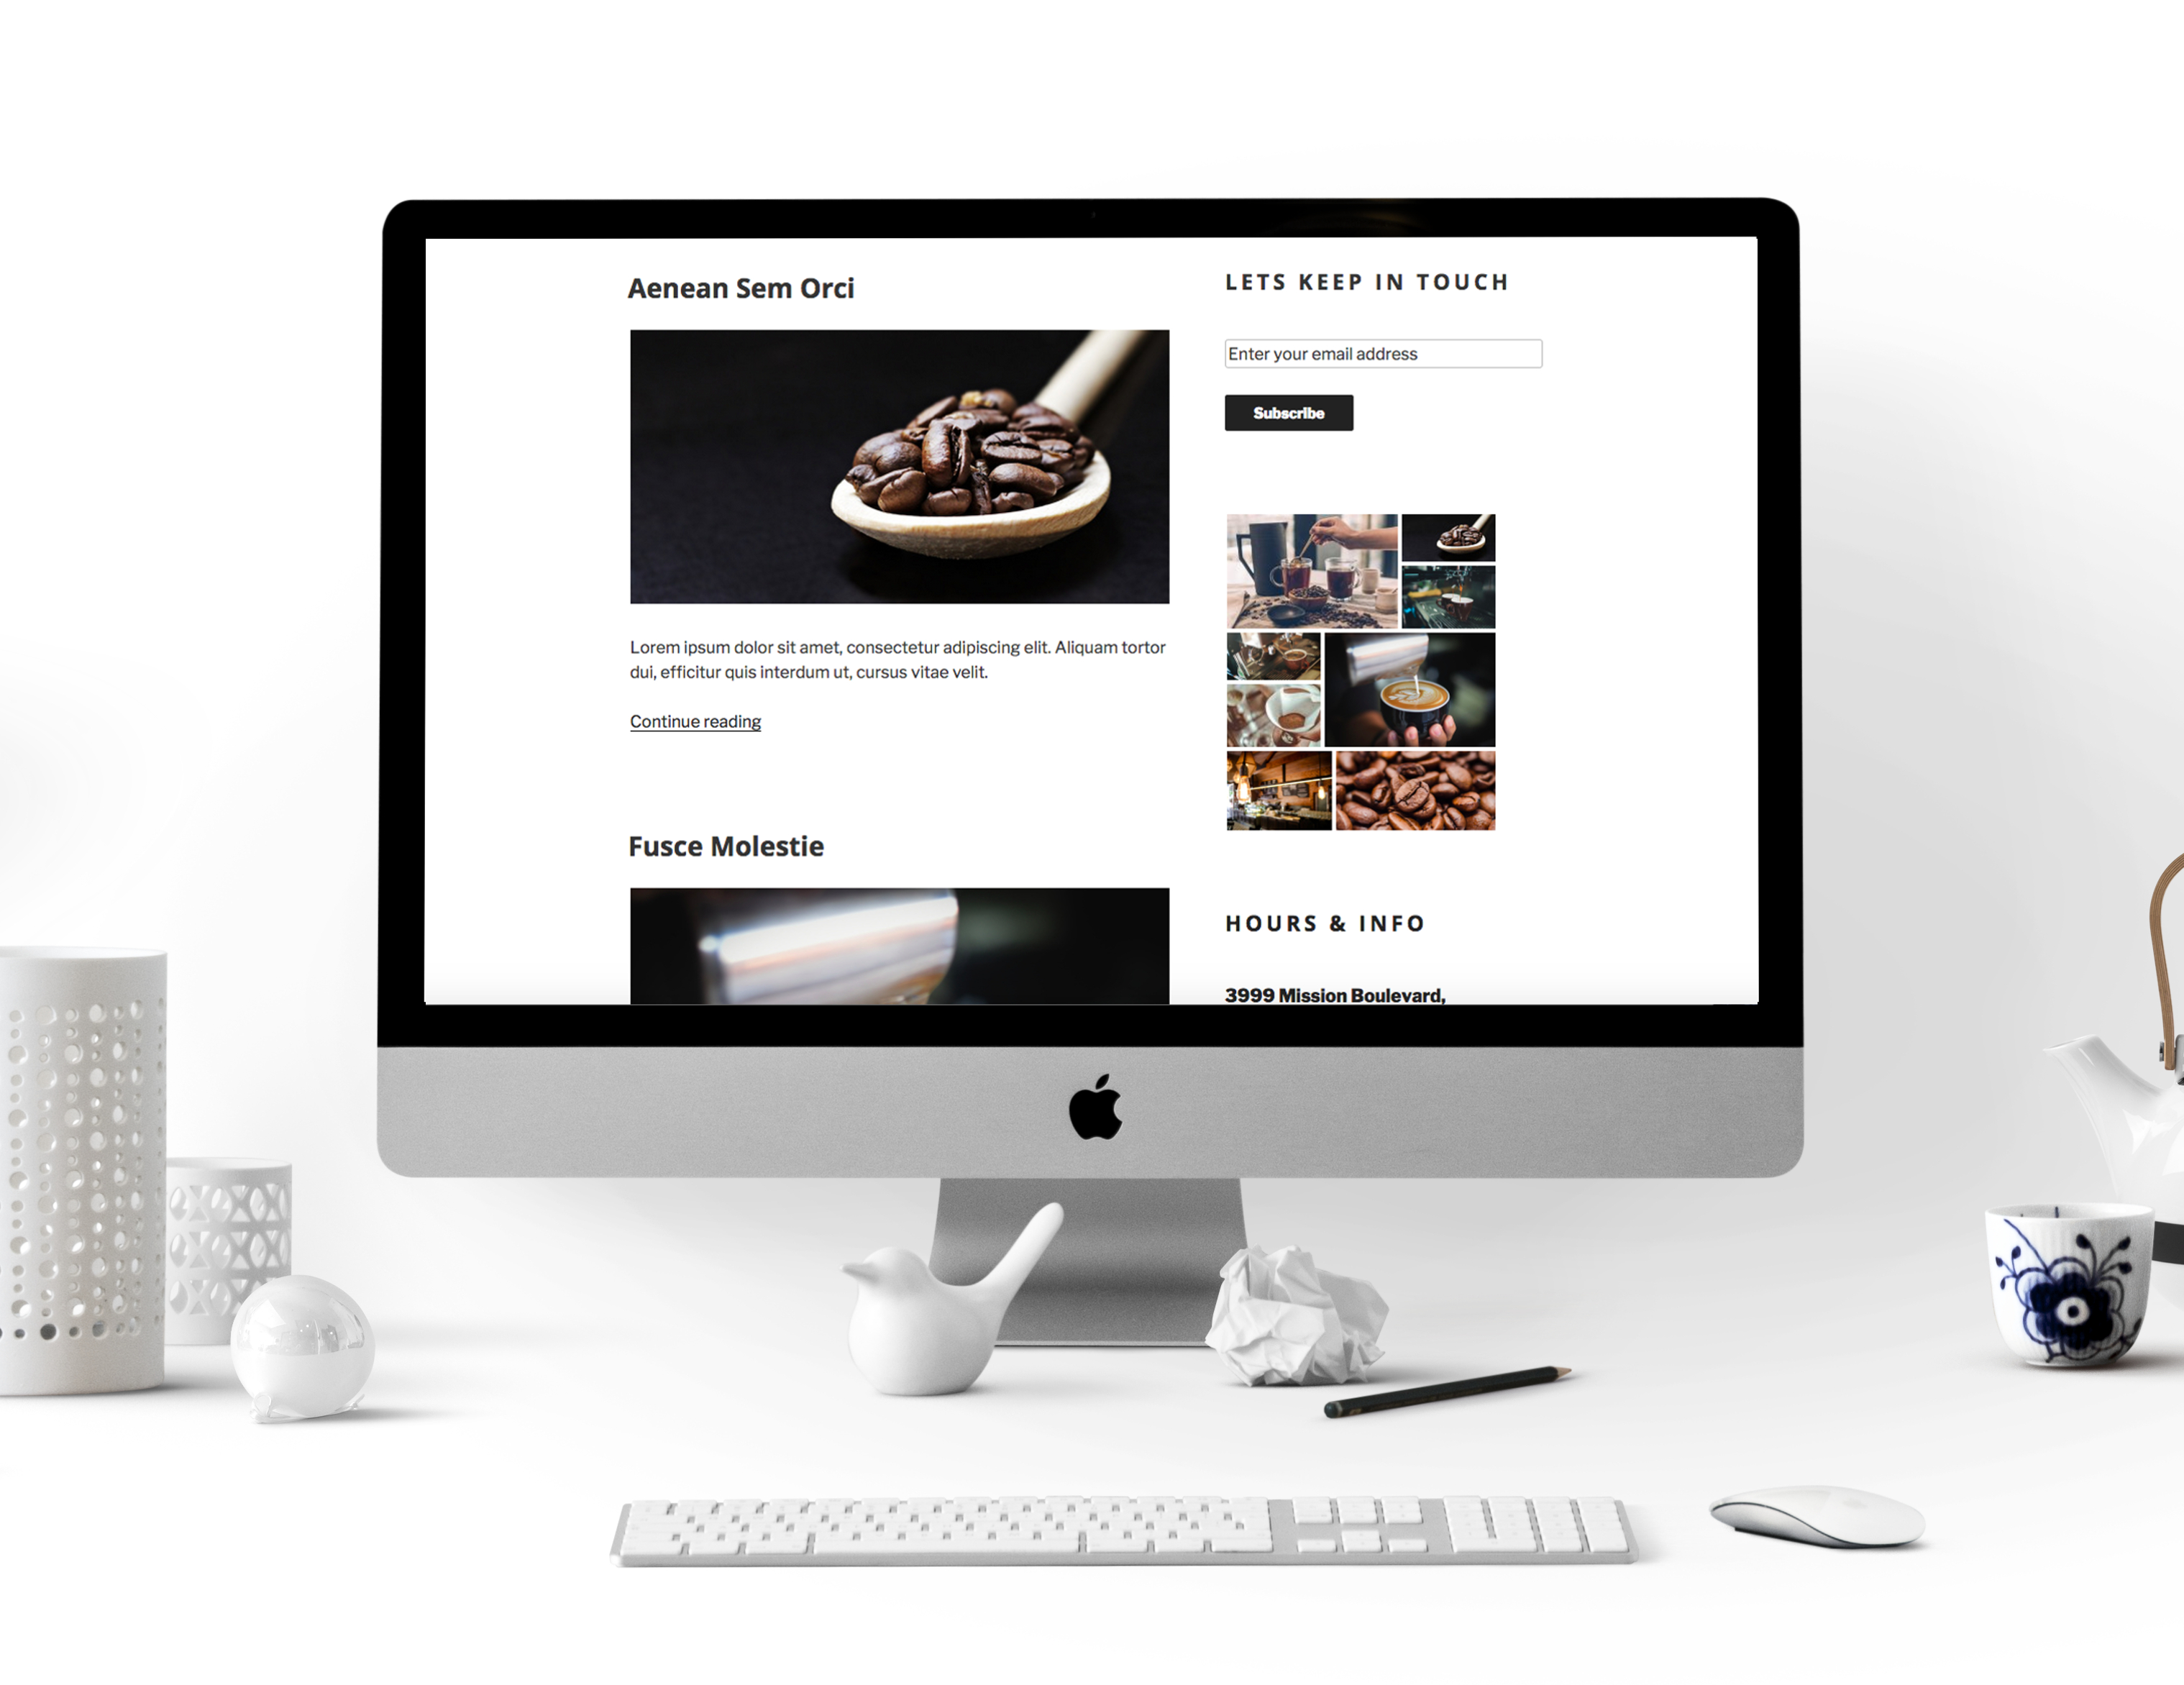 Aenean Sem Orci
Lorem ipsum dolor sit amet, consectetur adipiscing elit. Aliquam tortor
dui, efficitur quis interdum ut, cursus vitae velit.
Continue reading
Fusce Molestie
LETS KEEP IN TOUCH
Enter your email address
Subscribe
HOURS & INFO
3999 Mission Boulevard,